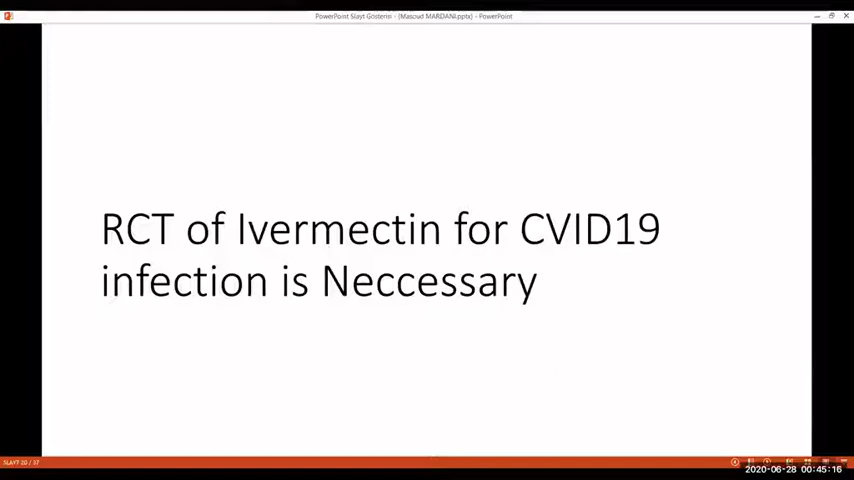 PowerPoint Slayt Gösterisi - [Masoud MARDANI.pptx] - PowerPoint
RCT of Ivermectin for CVID19
infection is Neccessary
SLAYT 20 / 37
2020-06-28 00:45:16